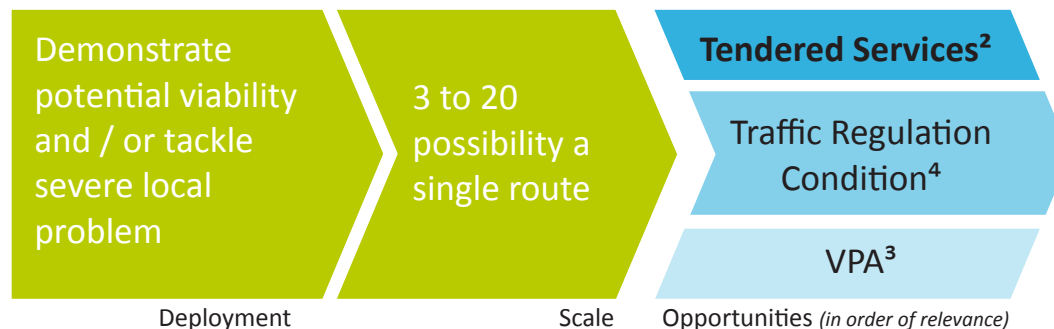 Demonstrate
potential viability
and / or tackle
severe local
problem
3 to 20
possibility a
single route
Tendered Services²
Traffic Regulation
Condition⁴
VPA³
Deployment
Scale
Opportunities (in order of relevance)